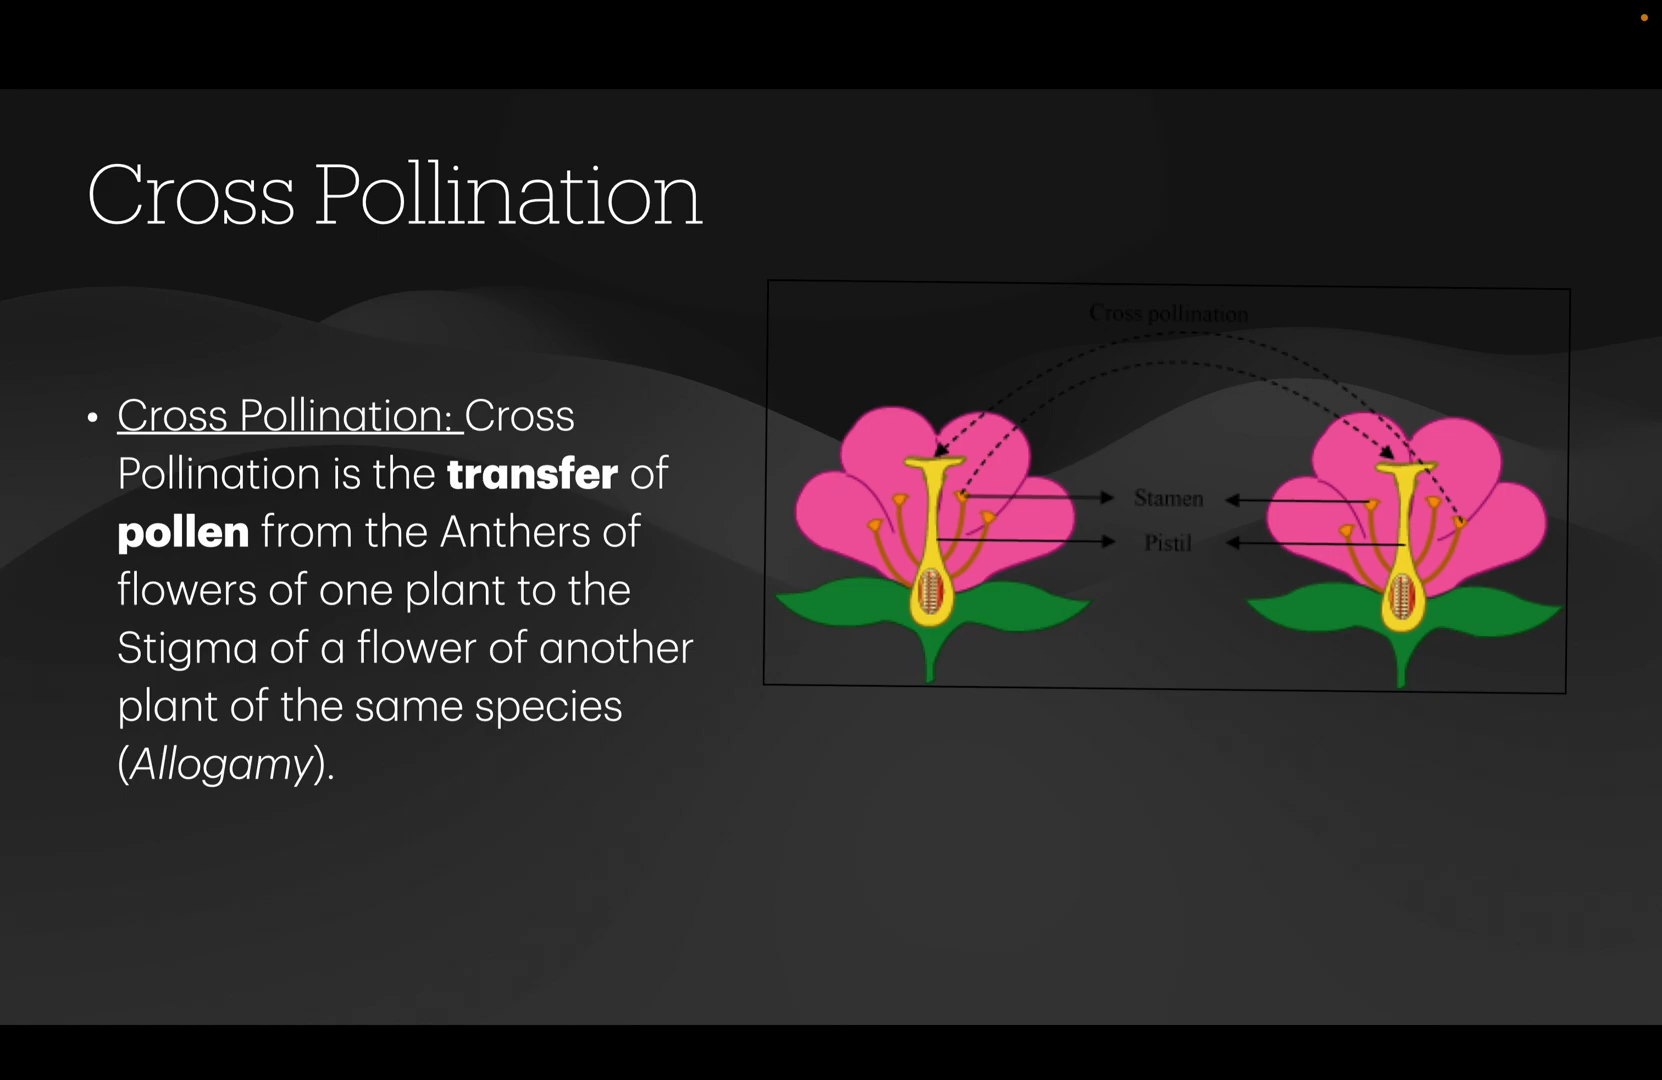 Cross Pollination
• Cross Pollination: Cross
Pollination is the transfer of
pollen from the Anthers of
flowers of one plant to the
Stigma of a flower of another
plant of the same species
(Allogamy).
Cross pollination
Stamen
Pistil